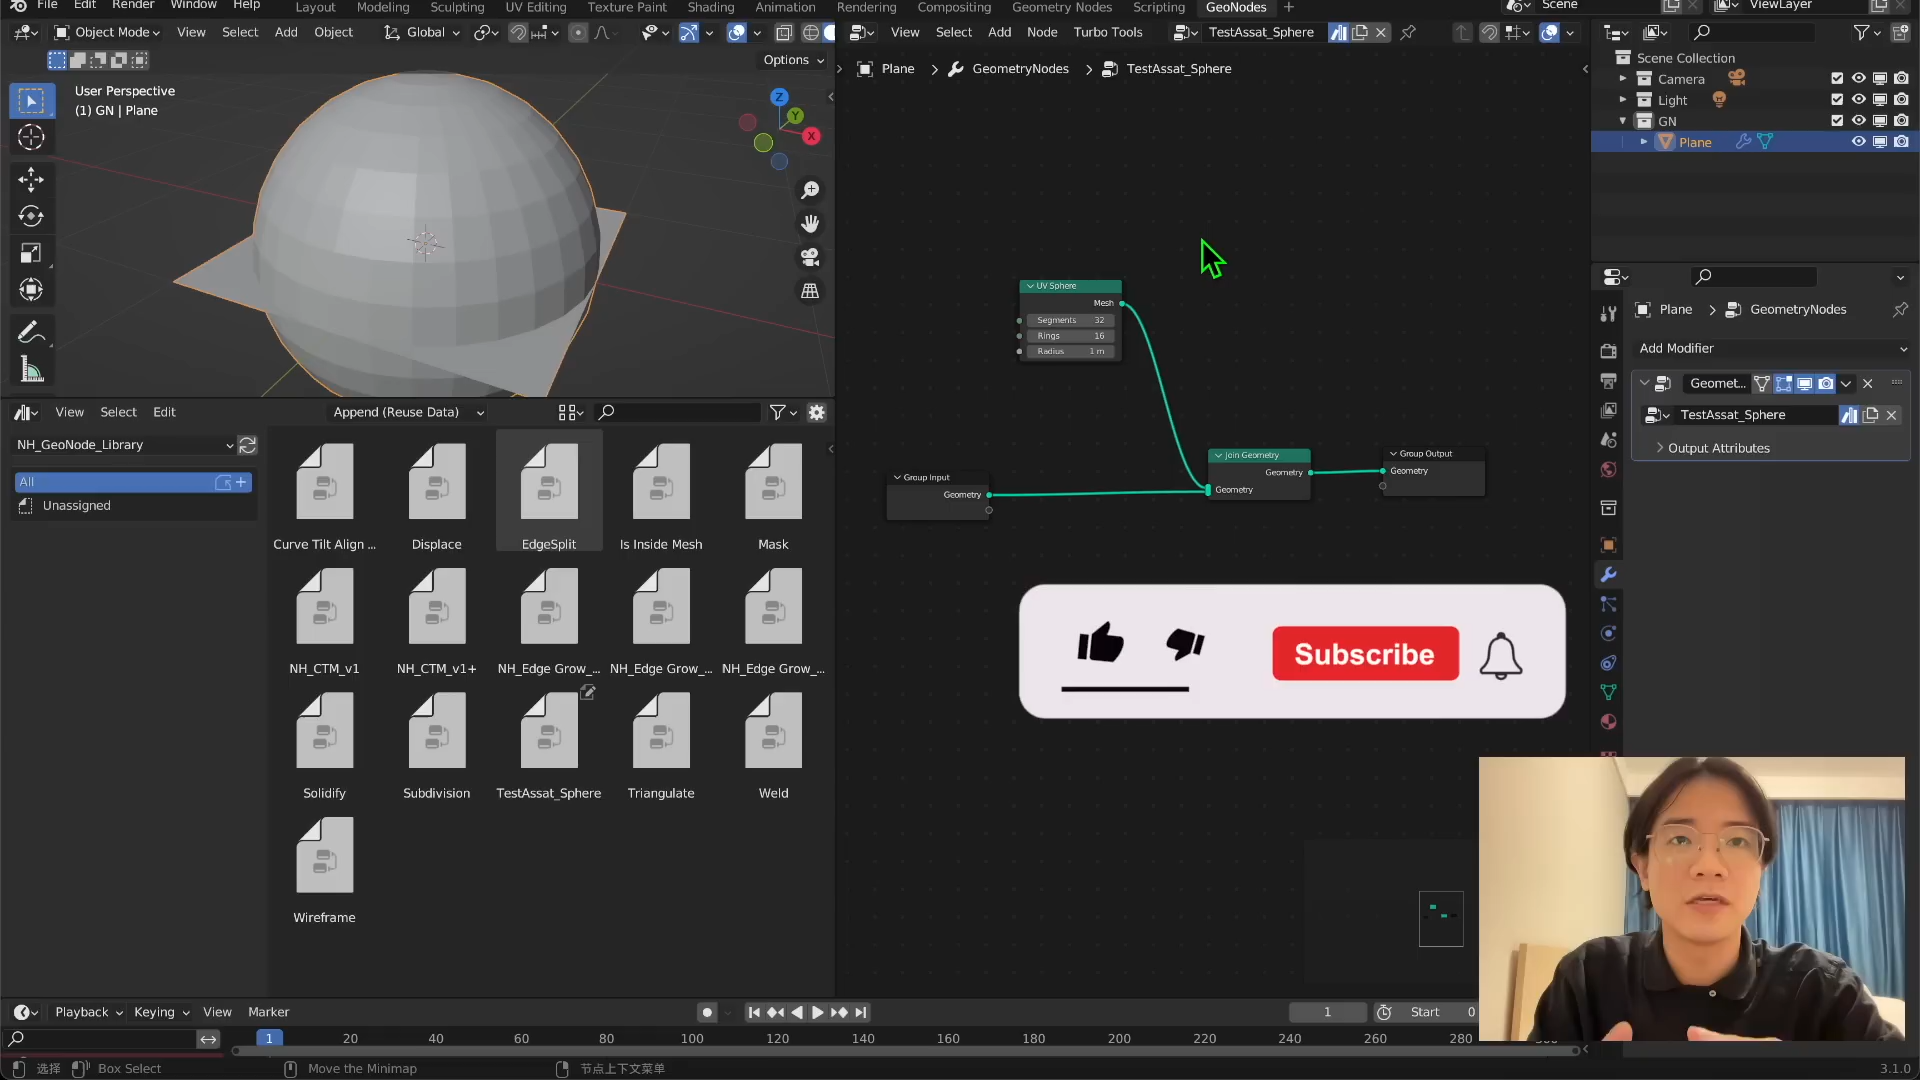 File Edit Render Window Help
Layout Modeling Sculpting UV Editing Texture Paint Shading Animation Rendering Compositing Geometry Nodes Scripting GeoNodes
Scene
ViewLayer
Object Mode View Select Add Object Global
Options
User Perspective
(1) GN | Plane
Z
Y
X
View Select Add Node Turbo Tools TestAssat_Sphere
Plane GeometryNodes TestAssat_Sphere
UV Sphere
Mesh
Segments 32
Rings 16
Radius 1 m
Group Input
Geometry
Join Geometry
Geometry
Geometry
Group Output
Geometry
Subscribe
Scene Collection
Camera
Light
GN
Plane
Plane GeometryNodes
Add Modifier
Geomet...
TestAssat_Sphere
Output Attributes
View Select Edit Append (Reuse Data)
NH_GeoNode_Library
All
Unassigned
Curve Tilt Align ... Displace EdgeSplit Is Inside Mesh Mask
NH_CTM_v1 NH_CTM_v1+ NH_Edge Grow_... NH_Edge Grow_... NH_Edge Grow_...
Solidify Subdivision TestAssat_Sphere Triangulate Weld
Wireframe
Playback Keying View Marker
1 Start 0
1 20 40 60 80 100 120 140 160 180 200 220 240 260 280
选择 Box Select Move the Minimap 节点上下文菜单
3.1.0